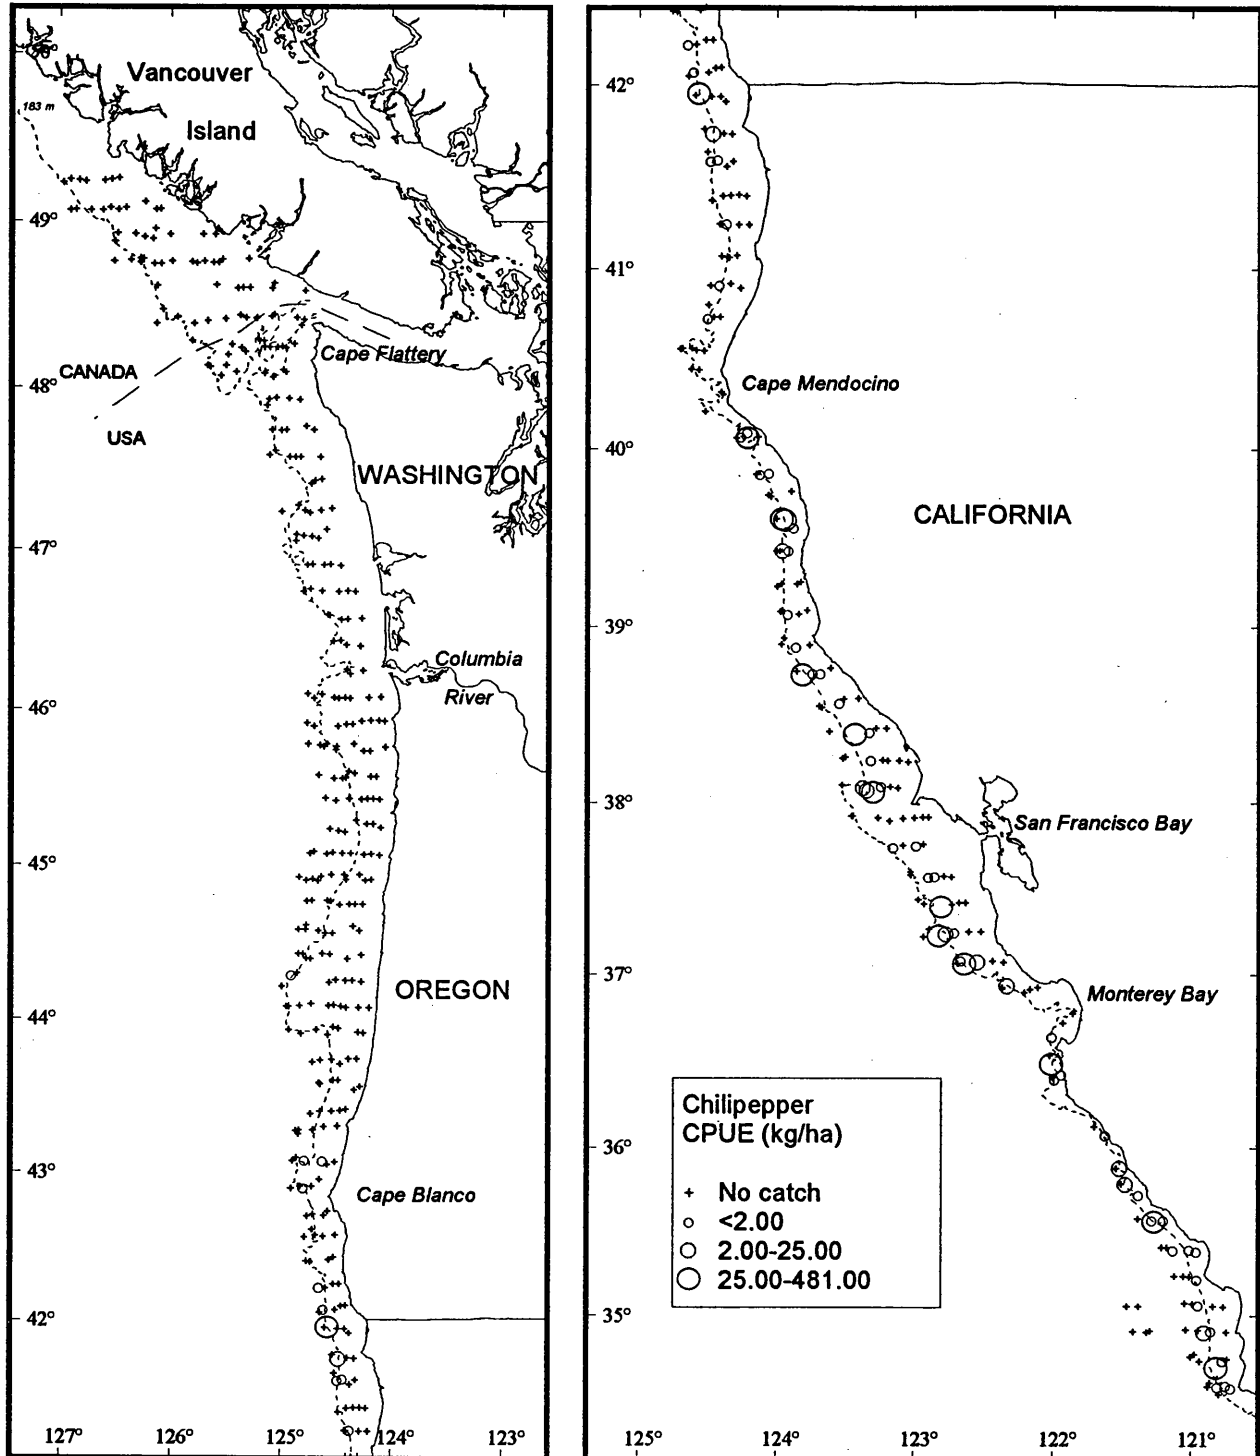 Vancouver
Island
183 m
49°
CANADA
Cape Flattery
48°
USA
WASHINGTON
47°
Columbia
River
46°
45°
OREGON
44°
43°
Cape Blanco
42°
127°
126°
125°
124°
123°
42°
41°
Cape Mendocino
40°
CALIFORNIA
39°
38°
San Francisco Bay
37°
Monterey Bay
36°
35°
Chilipepper
CPUE (kg/ha)
+ No catch
<2.00
2.00-25.00
25.00-481.00
125°
124°
123°
122°
121°